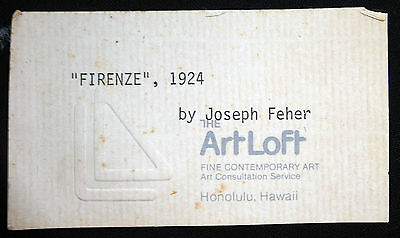 "FIRENZE", 1924
by Joseph Feher
THE
ArtLoft
FINE CONTEMPORARY ART
Art Consultation Service
Honolulu, Hawaii